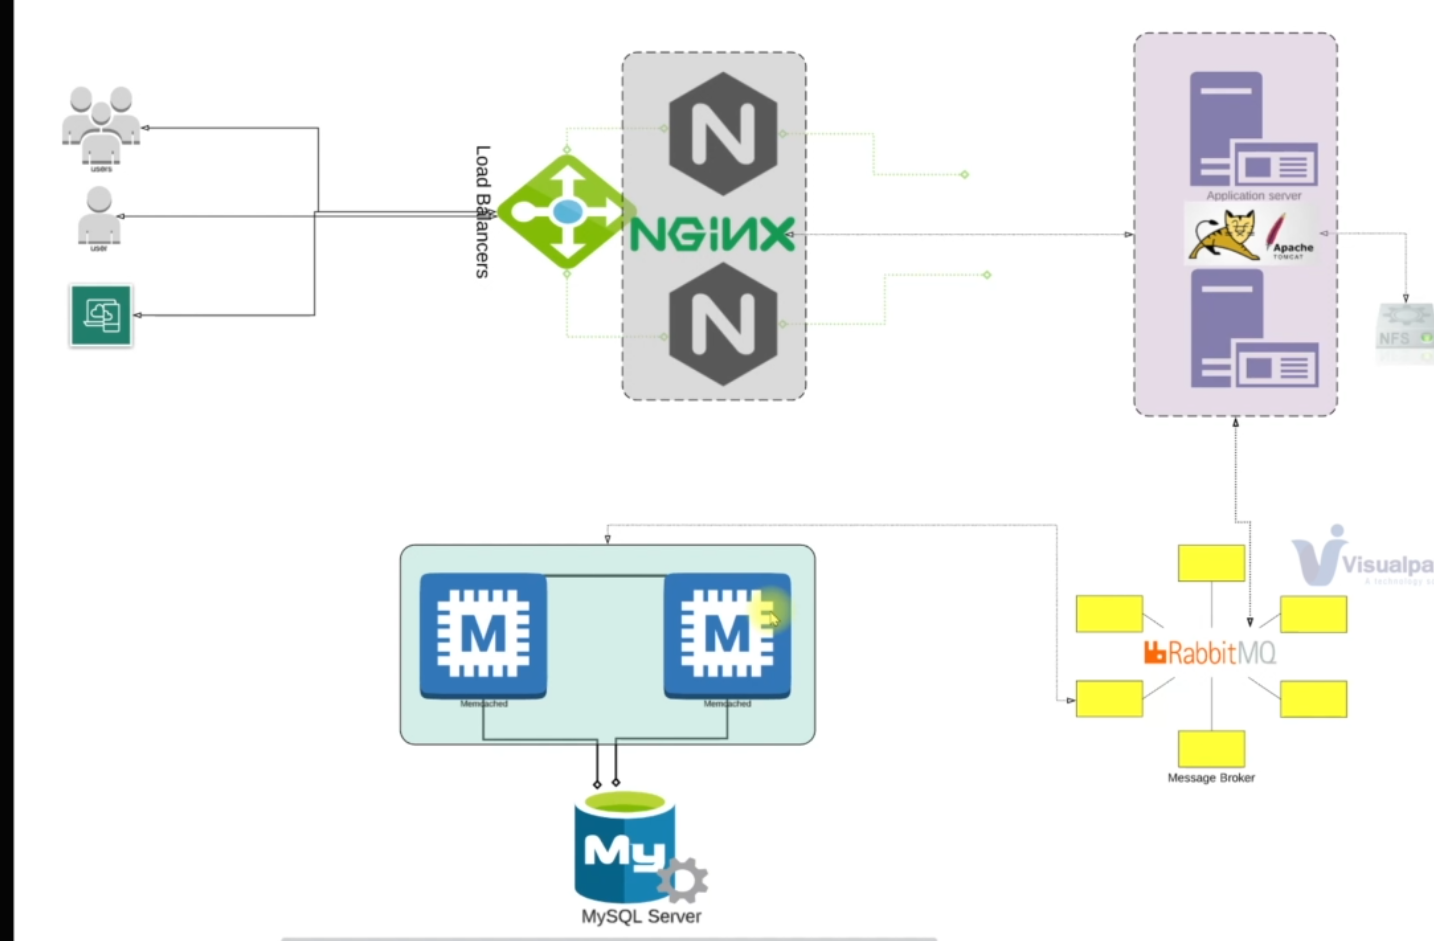 users
user
Load Balancers
N
NGiNX
N
Application server
Apache
TOMCAT
NFS
Visualpa
A technology
RabbitMQ
Message Broker
M
M
Memcached
Memcached
My
MySQL Server